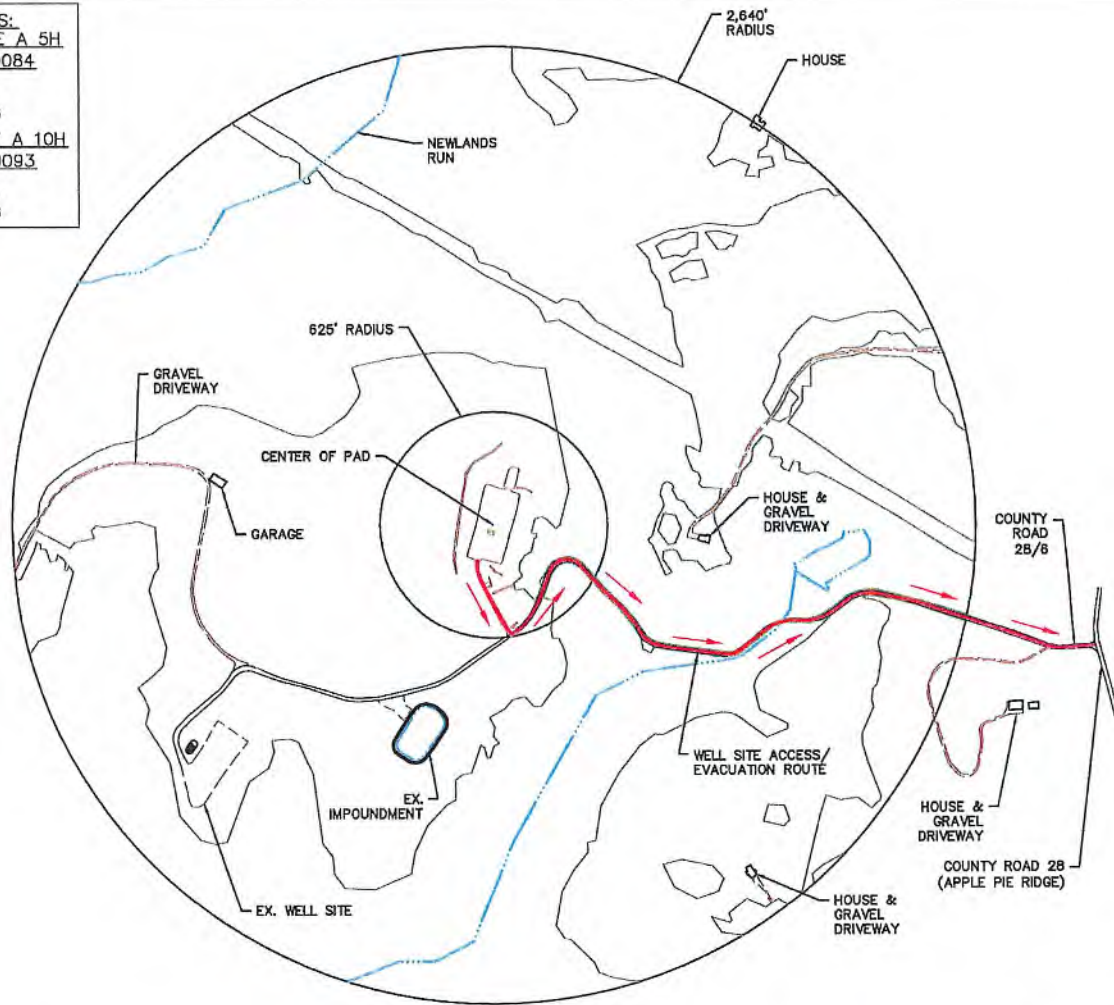 S:
A 5H
0084
A 10H
0093
2,640'
RADIUS
HOUSE
NEWLANDS
RUN
625' RADIUS
GRAVEL
DRIVEWAY
CENTER OF PAD
GARAGE
HOUSE &
GRAVEL
DRIVEWAY
COUNTY
ROAD
28/6
WELL SITE ACCESS/
EVACUATION ROUTE
EX.
IMPOUNDMENT
HOUSE &
GRAVEL
DRIVEWAY
COUNTY ROAD 28
(APPLE PIE RIDGE)
EX. WELL SITE
HOUSE &
GRAVEL
DRIVEWAY